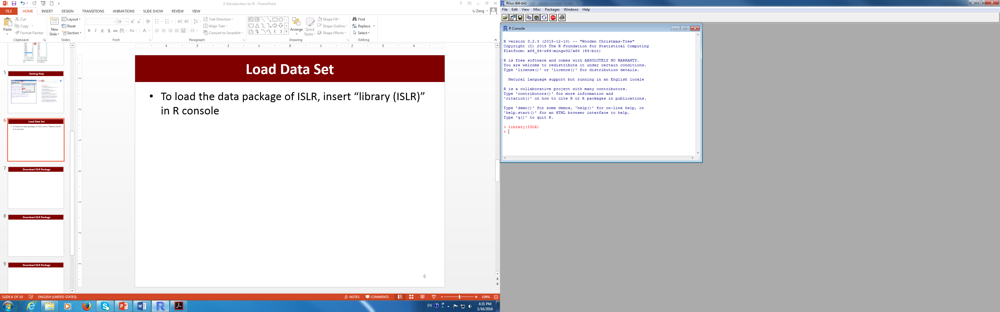 2-Introduction-to-R - PowerPoint
FILE
HOME
INSERT
DESIGN
TRANSITIONS
ANIMATIONS
SLIDE SHOW
REVIEW
VIEW
Li Zeng
Paste
Cut
Copy
Format Painter
Clipboard
New
Slide
Layout
Reset
Section
Slides
28
B I U S abc AV Aa A
Font
Text Direction
Align Text
Convert to SmartArt
Paragraph
Arrange
Quick
Styles
Shape Fill
Shape Outline
Shape Effects
Drawing
Find
Replace
Select
Editing
5
Getting Help
6
Load Data Set
To load the data package of ISLR, insert "library (ISLR)"
in R console
7
Download ISLR Package
8
Download ISLR Package
9
Download ISLR Package
4 3 2 1 0 1 2 3 4
3
2
1
0
1
2
3
Load Data Set
• To load the data package of ISLR, insert “library (ISLR)”
in R console
6
SLIDE 6 OF 10
ENGLISH (UNITED STATES)
NOTES
COMMENTS
109%
EN
4:31 PM
1/16/2016
RGui (64-bit)
File Edit View Misc Packages Windows Help
STOP
R Console
R version 3.2.3 (2015-12-10) -- "Wooden Christmas-Tree"
Copyright (C) 2015 The R Foundation for Statistical Computing
Platform: x86_64-w64-mingw32/x64 (64-bit)
R is free software and comes with ABSOLUTELY NO WARRANTY.
You are welcome to redistribute it under certain conditions.
Type 'license()' or 'licence()' for distribution details.
Natural language support but running in an English locale
R is a collaborative project with many contributors.
Type 'contributors()' for more information and
'citation()' on how to cite R or R packages in publications.
Type 'demo()' for some demos, 'help()' for on-line help, or
'help.start()' for an HTML browser interface to help.
Type 'q()' to quit R.
> library(ISLR)
>